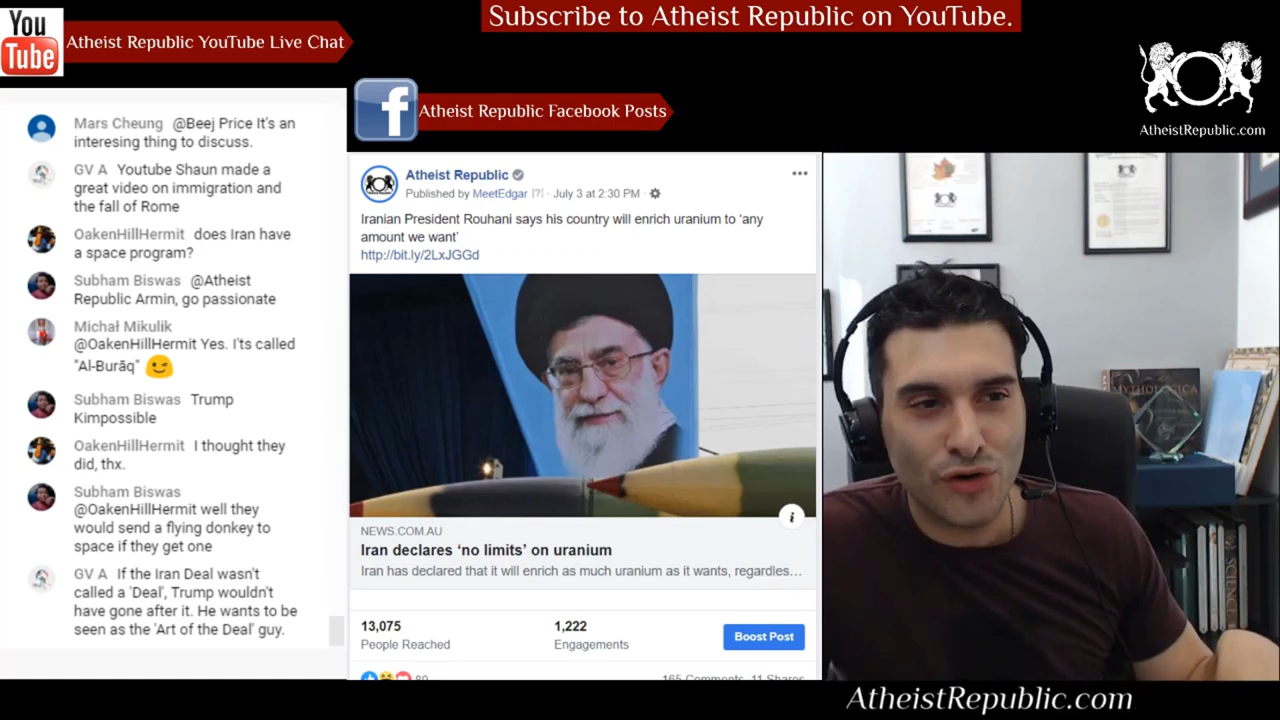 Subscribe to Atheist Republic on YouTube.
You
Tube
Atheist Republic YouTube Live Chat
AtheistRepublic.com
Atheist Republic Facebook Posts
Mars Cheung @Beej Price It's an
interesing thing to discuss.
GV A Youtube Shaun made a
great video on immigration and
the fall of Rome
OakenHillHermit does Iran have
a space program?
Subham Biswas @Atheist
Republic Armin, go passionate
Michał Mikulik
@OakenHillHermit Yes. I'ts called
"Al-Burāq" 😉
Subham Biswas Trump
Kimpossible
OakenHillHermit I thought they
did, thx.
Subham Biswas
@OakenHillHermit well they
would send a flying donkey to
space if they get one
GV A If the Iran Deal wasn't
called a 'Deal', Trump wouldn't
have gone after it. He wants to be
seen as the 'Art of the Deal' guy.
Atheist Republic
Published by MeetEdgar [?] · July 3 at 2:30 PM ·
Iranian President Rouhani says his country will enrich uranium to 'any
amount we want'
http://bit.ly/2LxJGGd
NEWS.COM.AU
Iran declares 'no limits' on uranium
Iran has declared that it will enrich as much uranium as it wants, regardles...
13,075
People Reached
1,222
Engagements
Boost Post
89
165 Comments 11 Shares
MYTHOLOGICA
AtheistRepublic.com